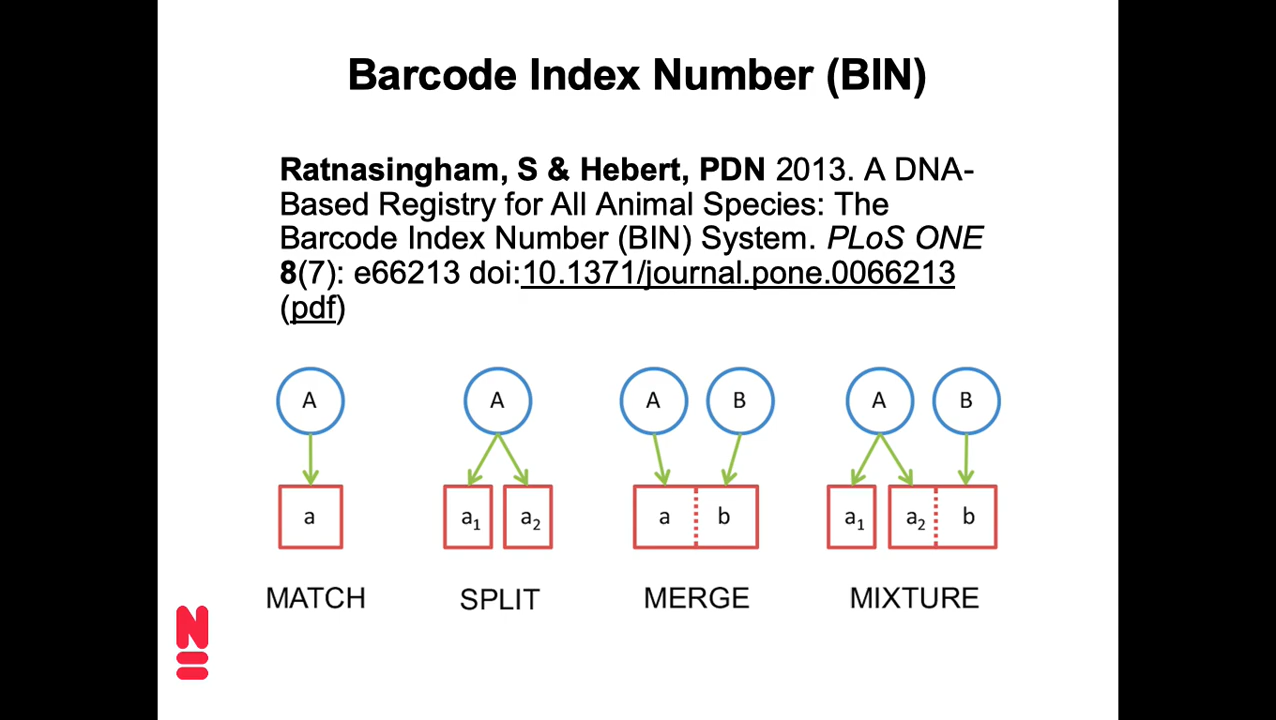 Barcode Index Number (BIN)
Ratnasingham, S & Hebert, PDN 2013. A DNA-
Based Registry for All Animal Species: The
Barcode Index Number (BIN) System. PLoS ONE
8(7): e66213 doi:10.1371/journal.pone.0066213
(pdf)
A A A B A B
a a₁ a₂ a b a₁ a₂ b
MATCH SPLIT MERGE MIXTURE
N